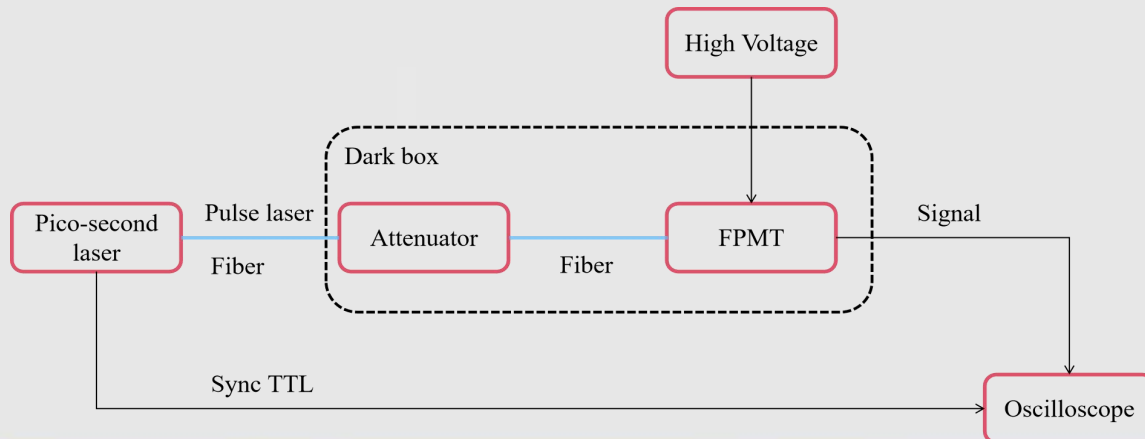 High Voltage
Dark box
Pulse laser
Signal
Pico-second
laser
Attenuator
FPMT
Fiber
Fiber
Sync TTL
Oscilloscope